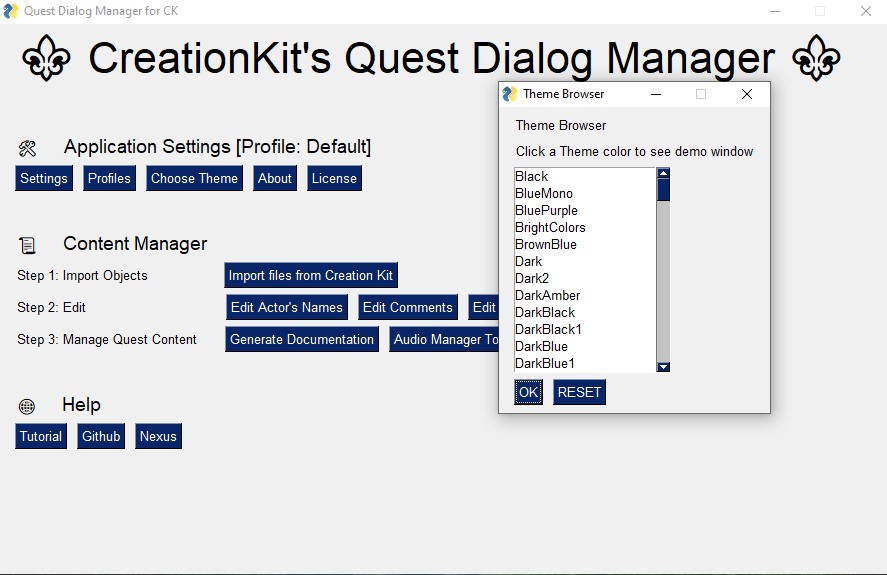 Quest Dialog Manager for CK
CreationKit's Quest Dialog Manager
Application Settings [Profile: Default]
Settings Profiles Choose Theme About License
Content Manager
Step 1: Import Objects Import files from Creation Kit
Step 2: Edit Edit Actor's Names Edit Comments Edit
Step 3: Manage Quest Content Generate Documentation Audio Manager To
Help
Tutorial Github Nexus
Theme Browser
Theme Browser
Click a Theme color to see demo window
Black
BlueMono
BluePurple
BrightColors
BrownBlue
Dark
Dark2
DarkAmber
DarkBlack
DarkBlack1
DarkBlue
DarkBlue1
OK RESET